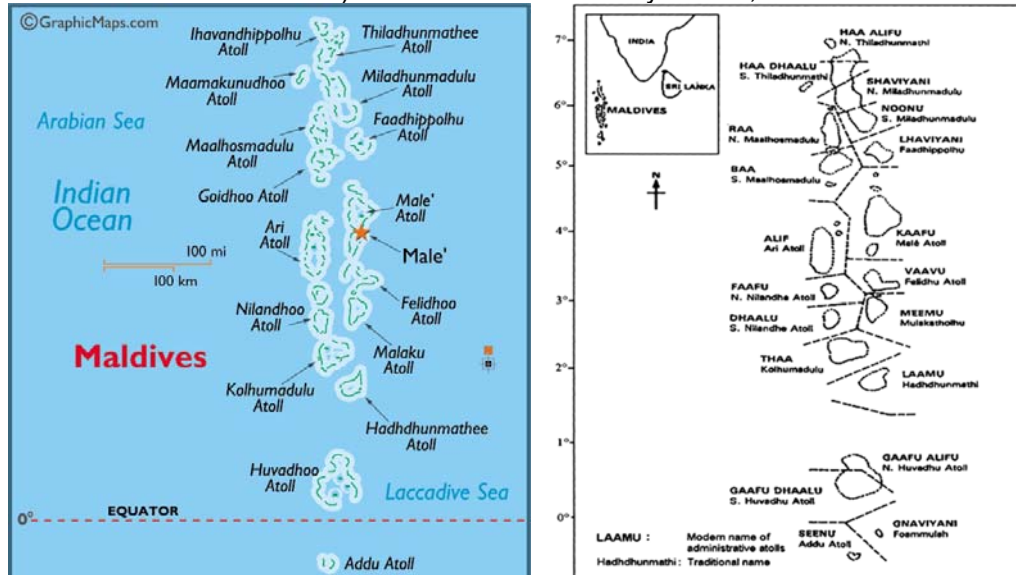 ©GraphicMaps.com
Ihavandhippolhu
Atoll
Thiladhunmathee
Atoll
Maamakunudhoo
Atoll
Miladhunmadulu
Atoll
Arabian Sea
Faadhippolhu
Atoll
Maalhosmadulu
Atoll
Goidhoo Atoll
Indian
Ocean
Male'
Atoll
Ari
Atoll
Male'
100 mi
100 km
Felidhoo
Atoll
Nilandhoo
Atoll
Maldives
Malaku
Atoll
Kolhumadulu
Atoll
Hadhdhunmathee
Atoll
Huvadhoo
Atoll
Laccadive Sea
EQUATOR
0°
Addu Atoll
N
INDIA
SRI LANKA
MALDIVES
N
7°
6°
5°
4°
3°
2°
1°
0°
HAA ALIFU
N. Thiladhunmathi
HAA DHAALU
S. Thiladhunmathi
SHAVIYANI
N. Miladhunmadulu
NOONU
S. Miladhunmadulu
RAA
N. Maalhosmadulu
LHAVIYANI
Faadhippolhu
BAA
S. Maalhosmadulu
KAAFU
Malé Atoll
ALIF
Ari Atoll
VAAVU
Felidhu Atoll
FAAFU
N. Nilandhe Atoll
MEEMU
Mulakatholhu
DHAALU
S. Nilandhe Atoll
THAA
Kolhumadulu
LAAMU
Hadhdhunmathi
GAAFU ALIFU
N. Huvadhu Atoll
GAAFU DHAALU
S. Huvadhu Atoll
GNAVIYANI
Foammulah
SEENU
Addu Atoll
LAAMU : Modern name of
administrative atolls
Hadhdhunmathi : Traditional name